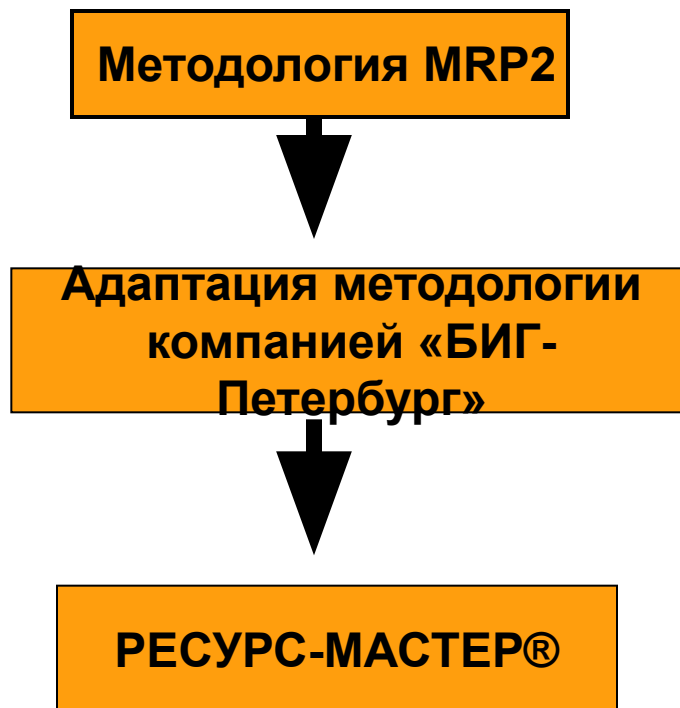 Методология MRP2
Адаптация методологии
компанией «БИГ-
Петербург»
РЕСУРС-МАСТЕР®